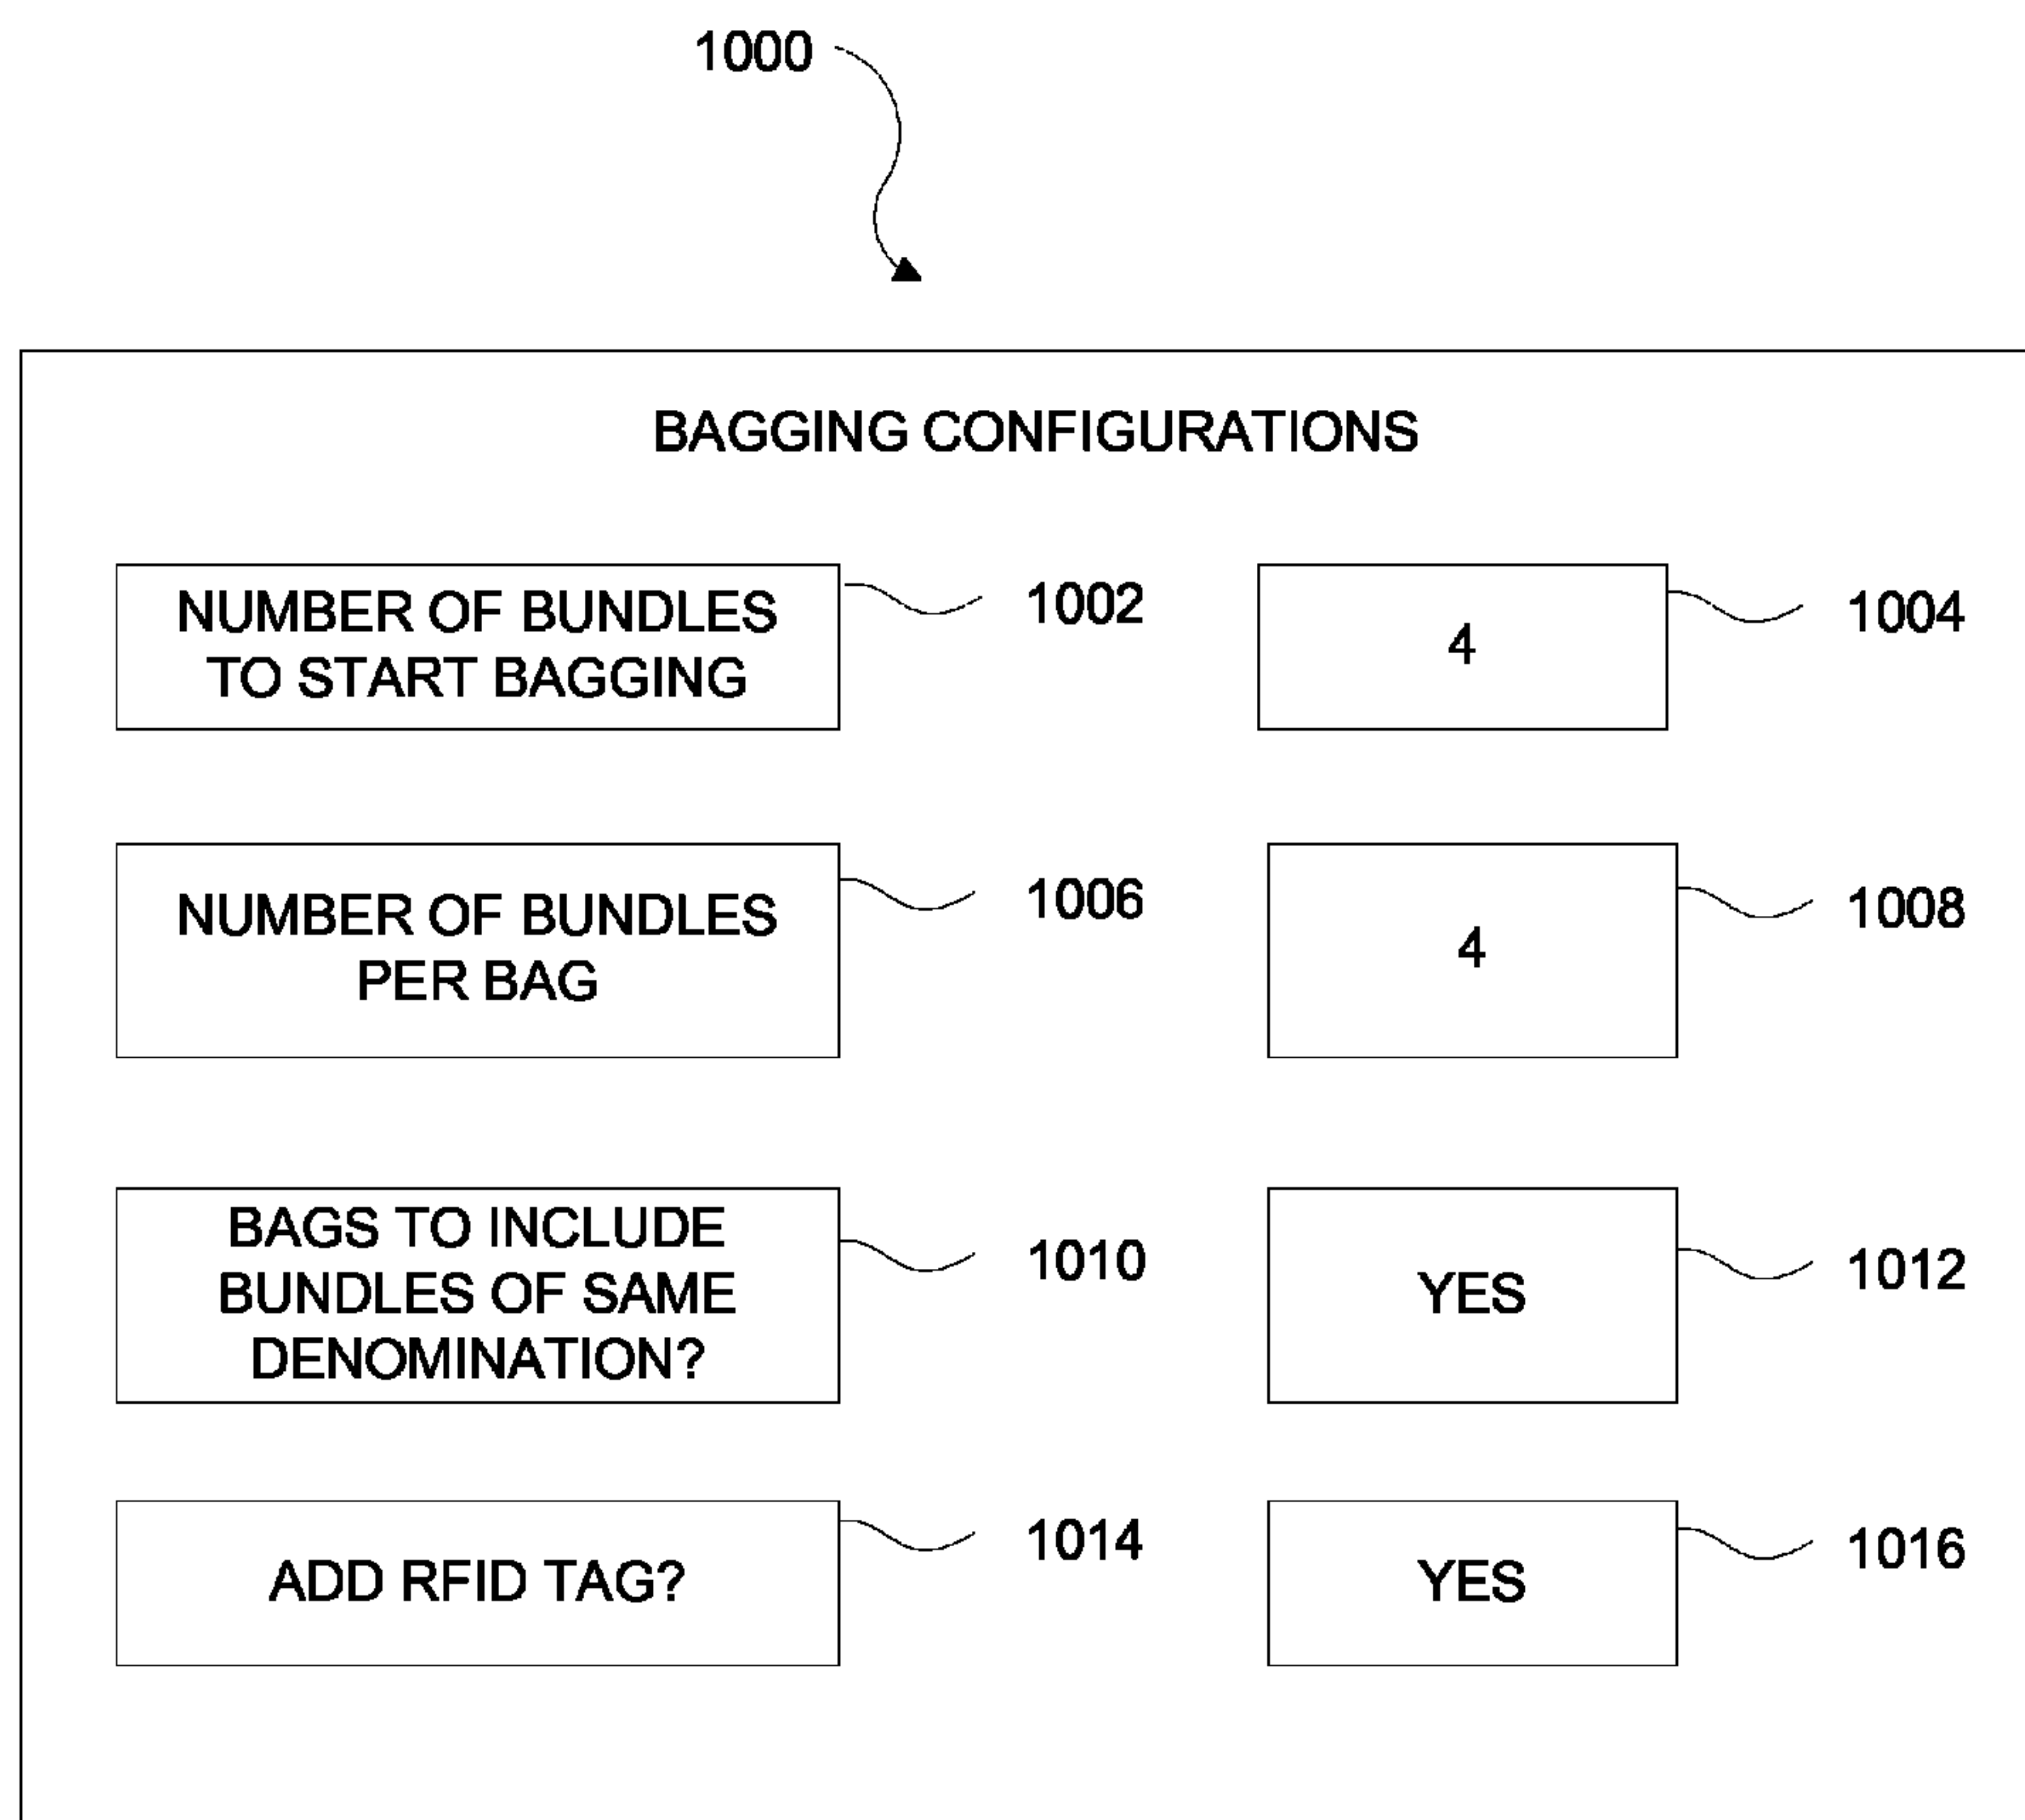 1000
BAGGING CONFIGURATIONS
NUMBER OF BUNDLES
TO START BAGGING
1002
4
1004
NUMBER OF BUNDLES
PER BAG
1006
4
1008
BAGS TO INCLUDE
BUNDLES OF SAME
DENOMINATION?
1010
YES
1012
ADD RFID TAG?
1014
YES
1016